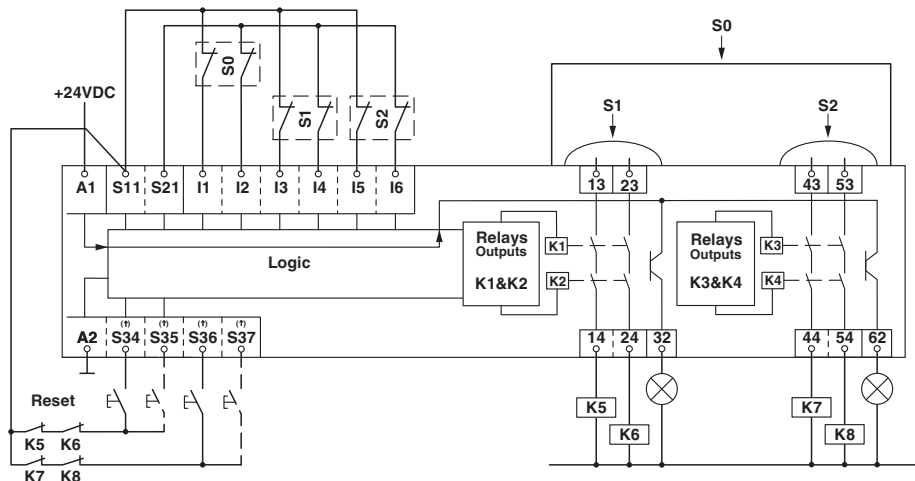 S0
+24VDC
S0
S1
S2
S1
S2
A1
S11
S21
I1
I2
I3
I4
I5
I6
13
23
43
53
Logic
Relays
Outputs
K1&K2
K1
K2
Relays
Outputs
K3&K4
K3
K4
A2
S34
(↑)
S35
(↑)
S36
(↑)
S37
(↑)
14
24
32
44
54
62
Reset
K5
K6
K7
K8
K5
K6
K7
K8